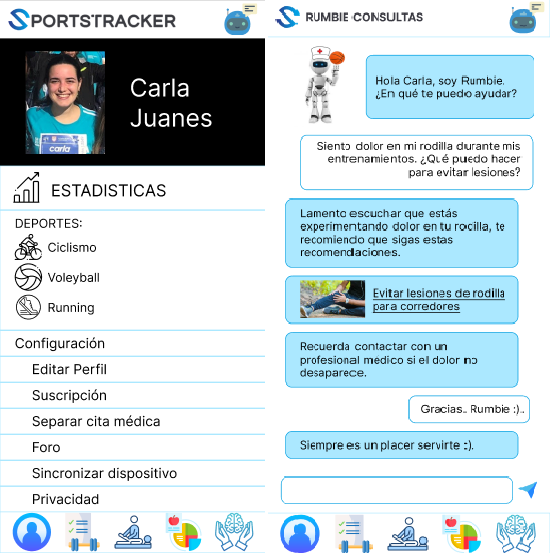 SPORTSTRACKER
Carla
Juanes
carla
ESTADISTICAS
DEPORTES:
Ciclismo
Voleyball
Running
Configuración
Editar Perfil
Suscripción
Separar cita médica
Foro
Sincronizar dispositivo
Privacidad
RUMBIE-CONSULTAS
Hola Carla, soy Rumbie.
¿En qué te puedo ayudar?
Siento dolor en mi rodilla durante mis
entrenamientos. ¿Qué puedo hacer
para evitar lesiones?
Lamento escuchar que estás
experimentando dolor en tu rodilla, te
recomiendo que sigas estas
recomendaciones.
Evitar lesiones de rodilla
para corredores
Recuerda contactar con un
profesional médico si el dolor no
desaparece.
Gracias.. Rumbie :)..
Siempre es un placer servirte :).